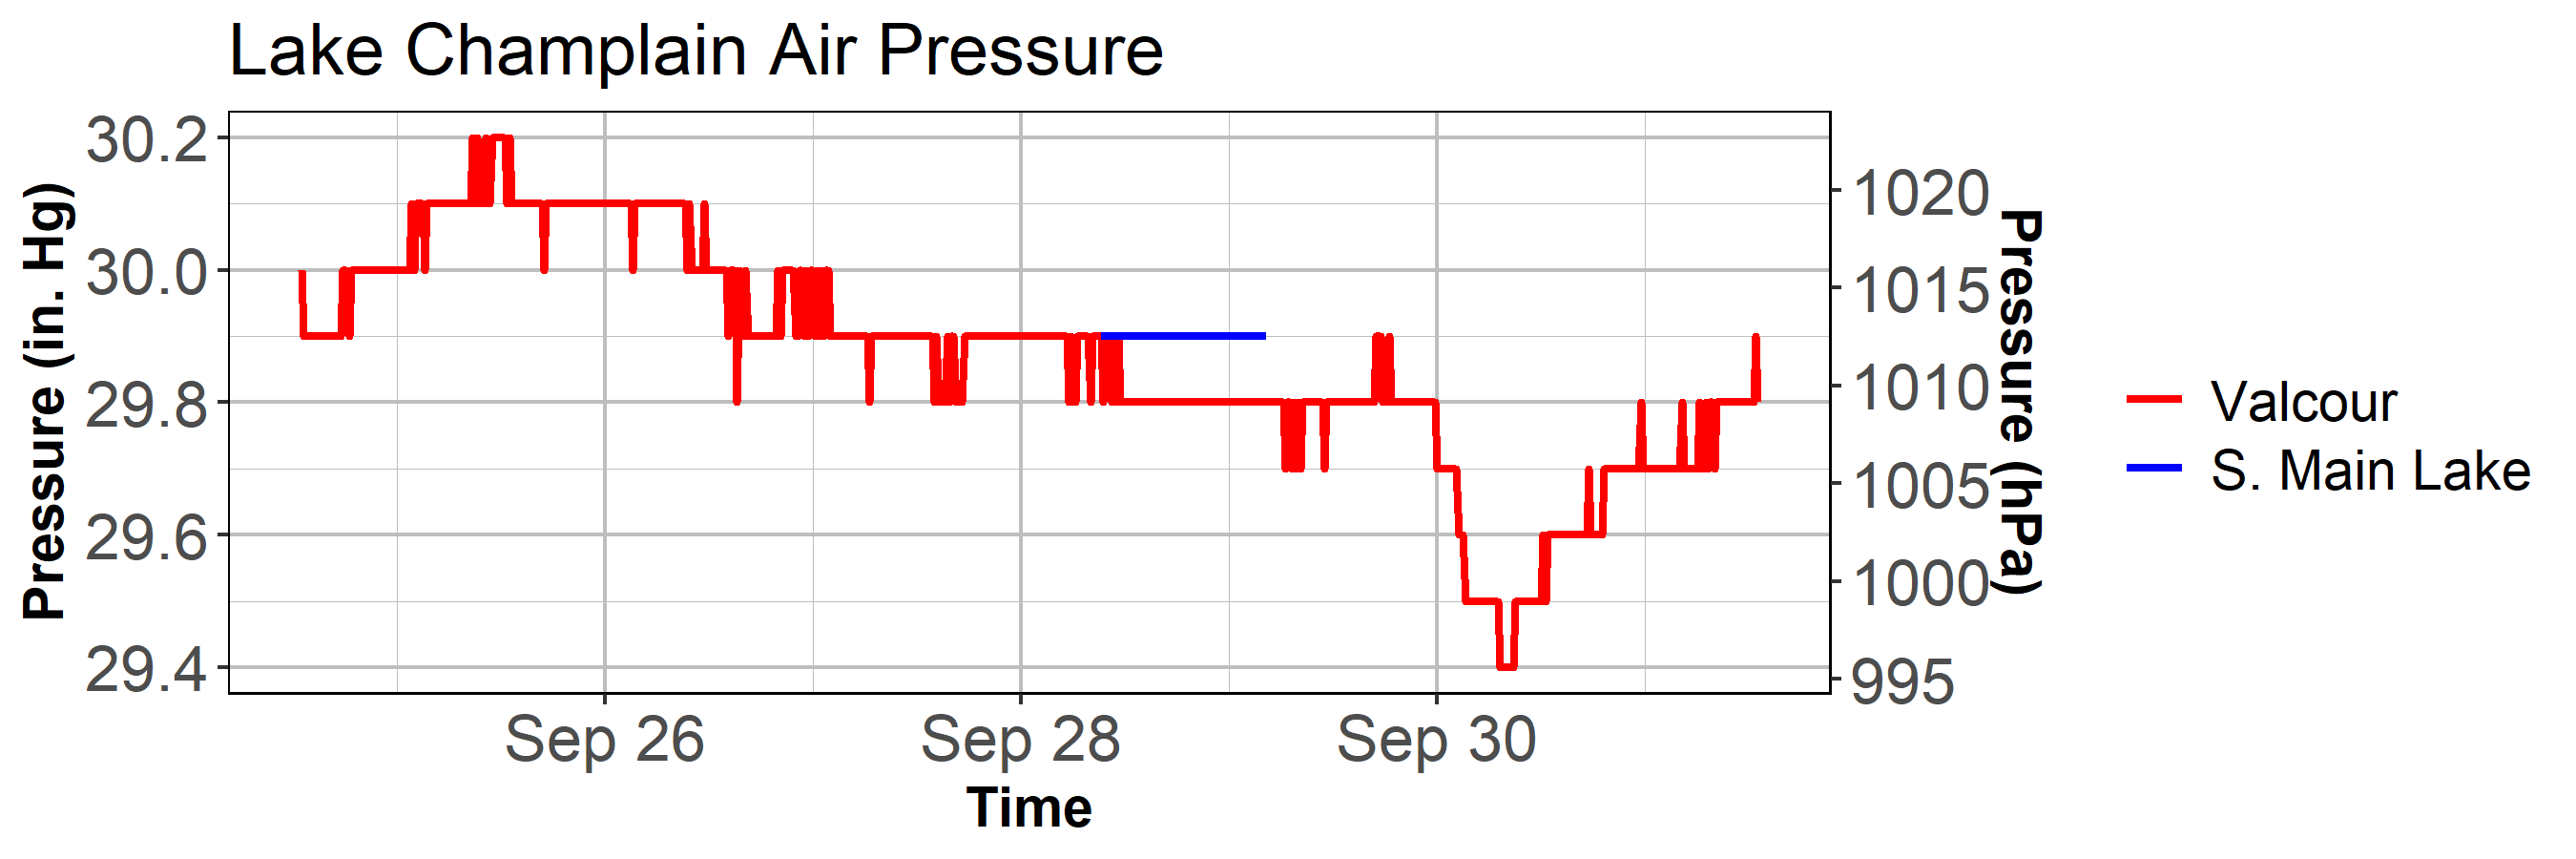 Lake Champlain Air Pressure
Pressure (in. Hg)
30.2
30.0
29.8
29.6
29.4
1020
1015
1010
1005
1000
995
Pressure (hPa)
Sep 26
Sep 28
Sep 30
Time
Valcour
S. Main Lake